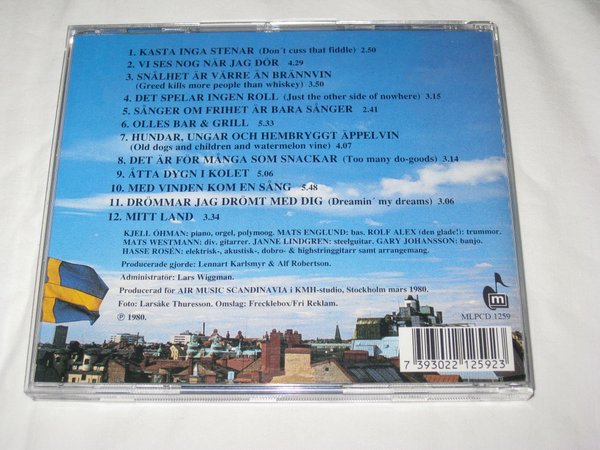 1. KASTA INGA STENAR (Don´t cuss that fiddle) 2.50
2. VI SES NOG NÄR JAG DÖR 4.29
3. SNÅLHET ÄR VÄRRE ÄN BRÄNNVIN
(Greed kills more people than whiskey) 3.50
4. DET SPELAR INGEN ROLL (Just the other side of nowhere) 3.15
5. SÅNGER OM FRIHET ÄR BARA SÅNGER 2.41
6. OLLES BAR & GRILL 5.33
7. HUNDAR, UNGAR OCH HEMBRYGGT ÄPPELVIN
(Old dogs and children and watermelon vine) 4.07
8. DET ÄR FÖR MÅNGA SOM SNACKAR (Too many do-goods) 3.14
9. ÅTTA DYGN I KOLET 5.06
10. MED VINDEN KOM EN SÅNG 5.48
11. DRÖMMAR JAG DRÖMT MED DIG (Dreamin´ my dreams) 3.06
12. MITT LAND 3.34
KJELL ÖHMAN: piano, orgel, polymoog. MATS ENGLUND: bas. ROLF ALEX (den glade!): trummor.
MATS WESTMANN: div. gitarrer. JANNE LINDGREN: steelguitar. GARY JOHANSSON: banjo.
HASSE ROSÉN: elektrisk-, akustisk-, dobro- & highstringgitarr samt arrangemang.
Producerade gjorde: Lennart Karlsmyr & Alf Robertson.
Administratör: Lars Wiggman.
Producerad för AIR MUSIC SCANDINAVIA i KMH-studio, Stockholm mars 1980.
Foto: Larsåke Thuresson. Omslag: Frecklebox/Fri Reklam.
℗ 1980.
m
MLPCD 1259
7 393022 125923